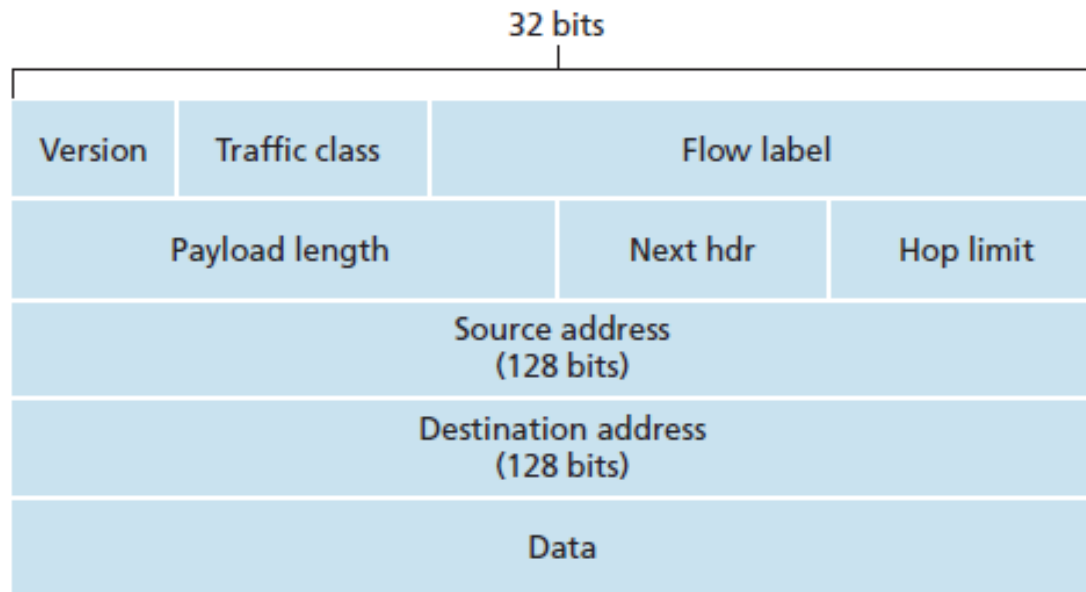 32 bits
Version Traffic class Flow label
Payload length Next hdr Hop limit
Source address
(128 bits)
Destination address
(128 bits)
Data